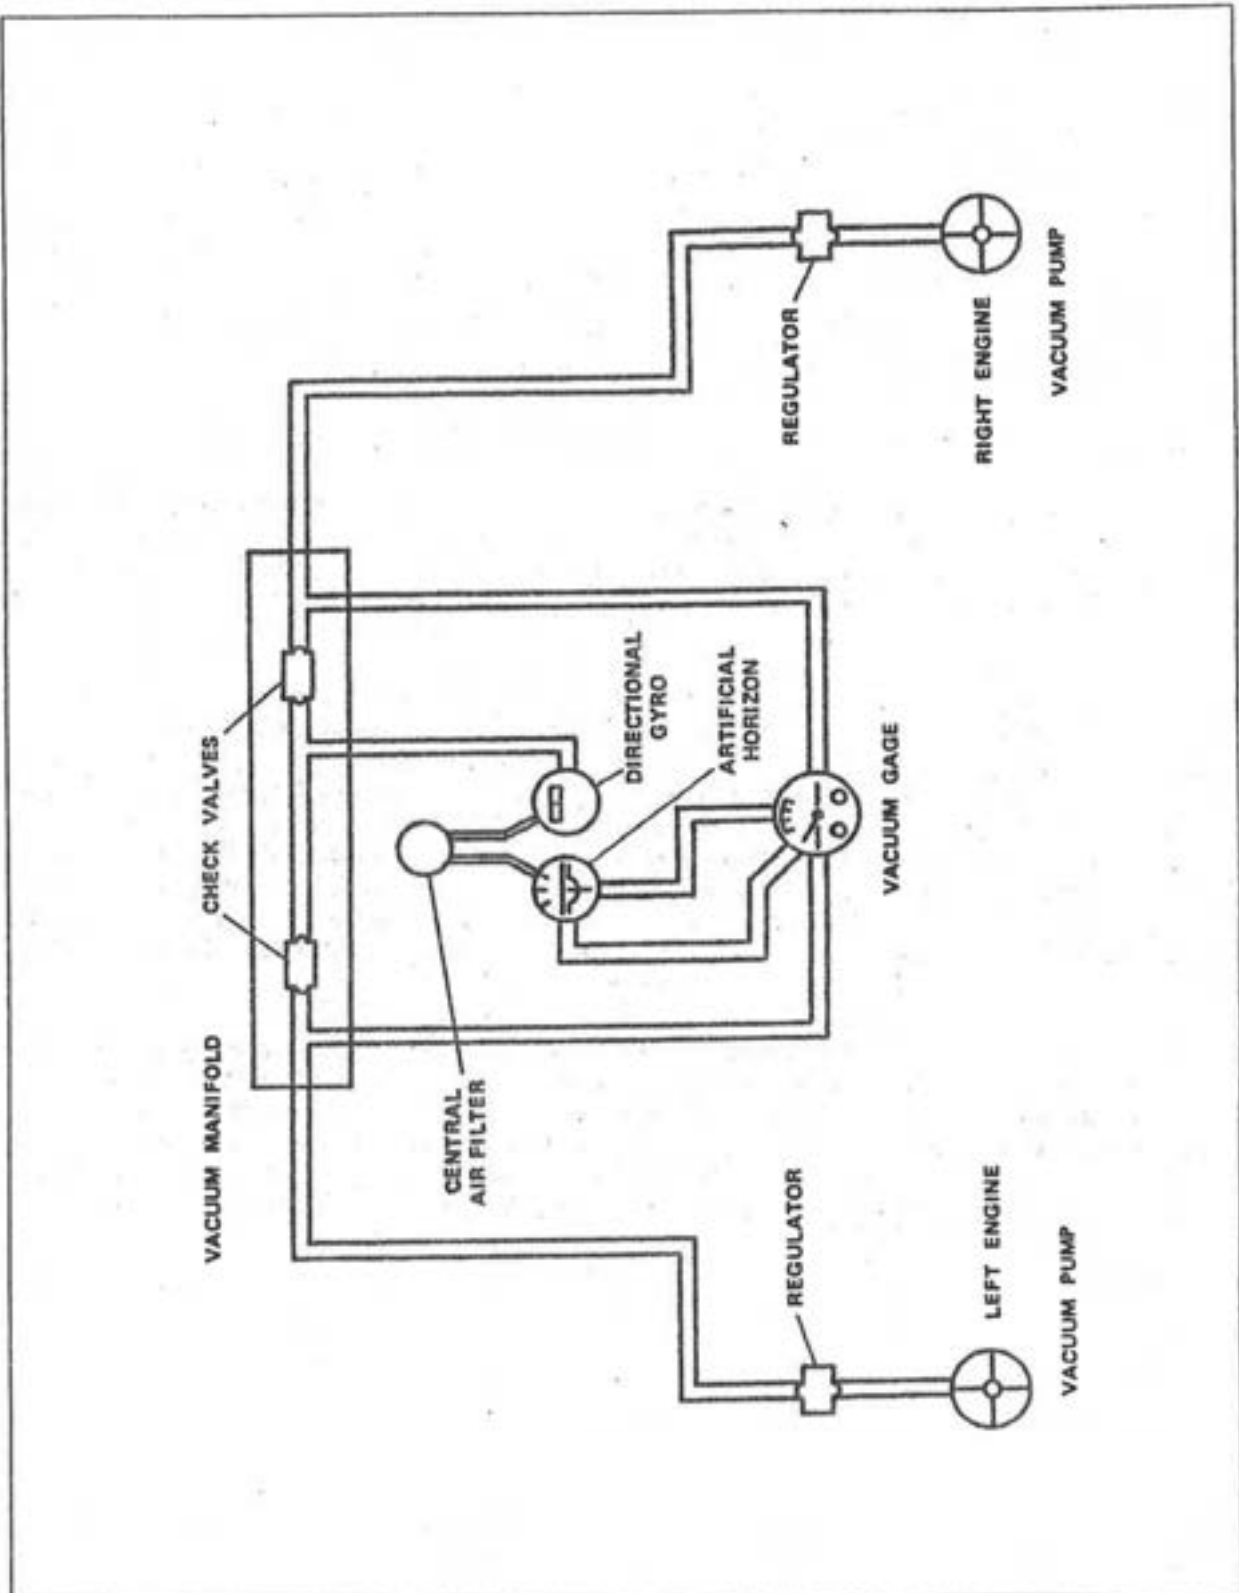 VACUUM MANIFOLD
CHECK VALVES
CENTRAL
AIR FILTER
DIRECTIONAL
GYRO
ARTIFICIAL
HORIZON
REGULATOR
REGULATOR
VACUUM GAGE
LEFT ENGINE
VACUUM PUMP
RIGHT ENGINE
VACUUM PUMP